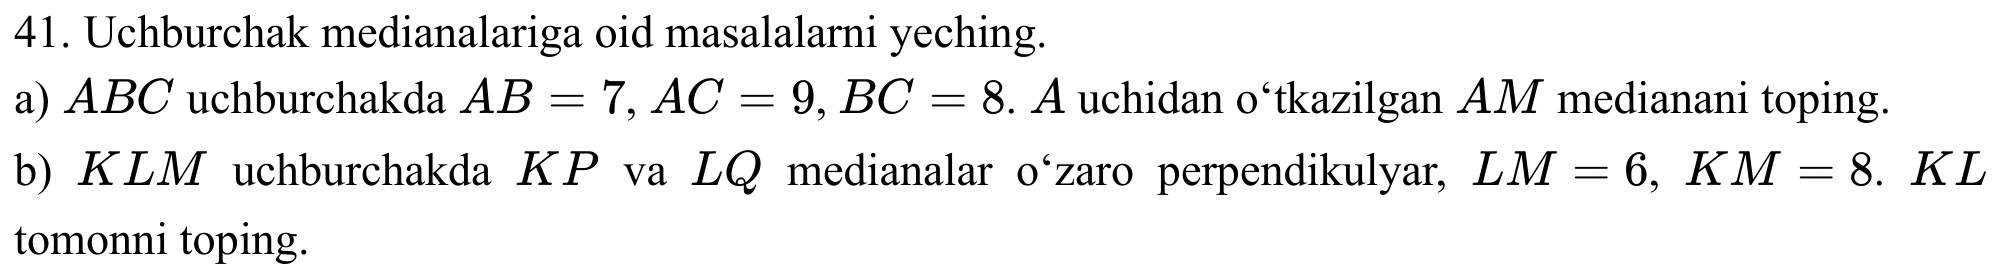 41. Uchburchak medianalariga oid masalalarni yeching.
a) ABC uchburchakda AB = 7, AC = 9, BC = 8. A uchidan o‘tkazilgan AM medianani toping.
b) KLM uchburchakda KP va LQ medianalar o‘zaro perpendikulyar, LM = 6, KM = 8. KL
tomonni toping.